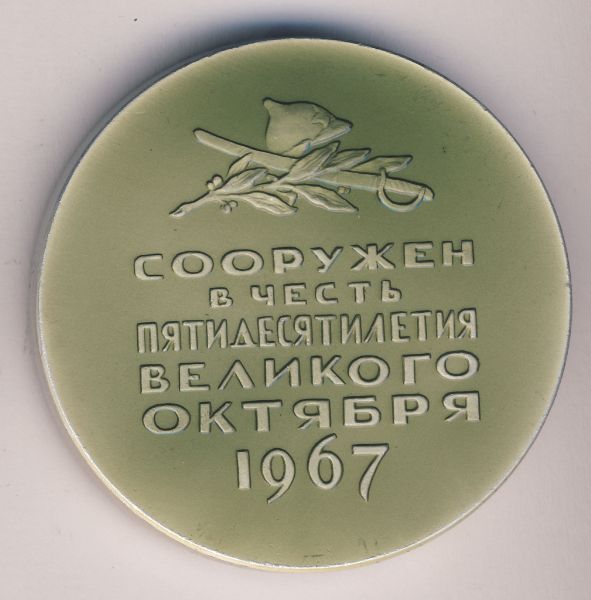 СООРУЖЕН
В ЧЕСТЬ
ПЯТИДЕСЯТИЛЕТИЯ
ВЕЛИКОГО
ОКТЯБРЯ
1967